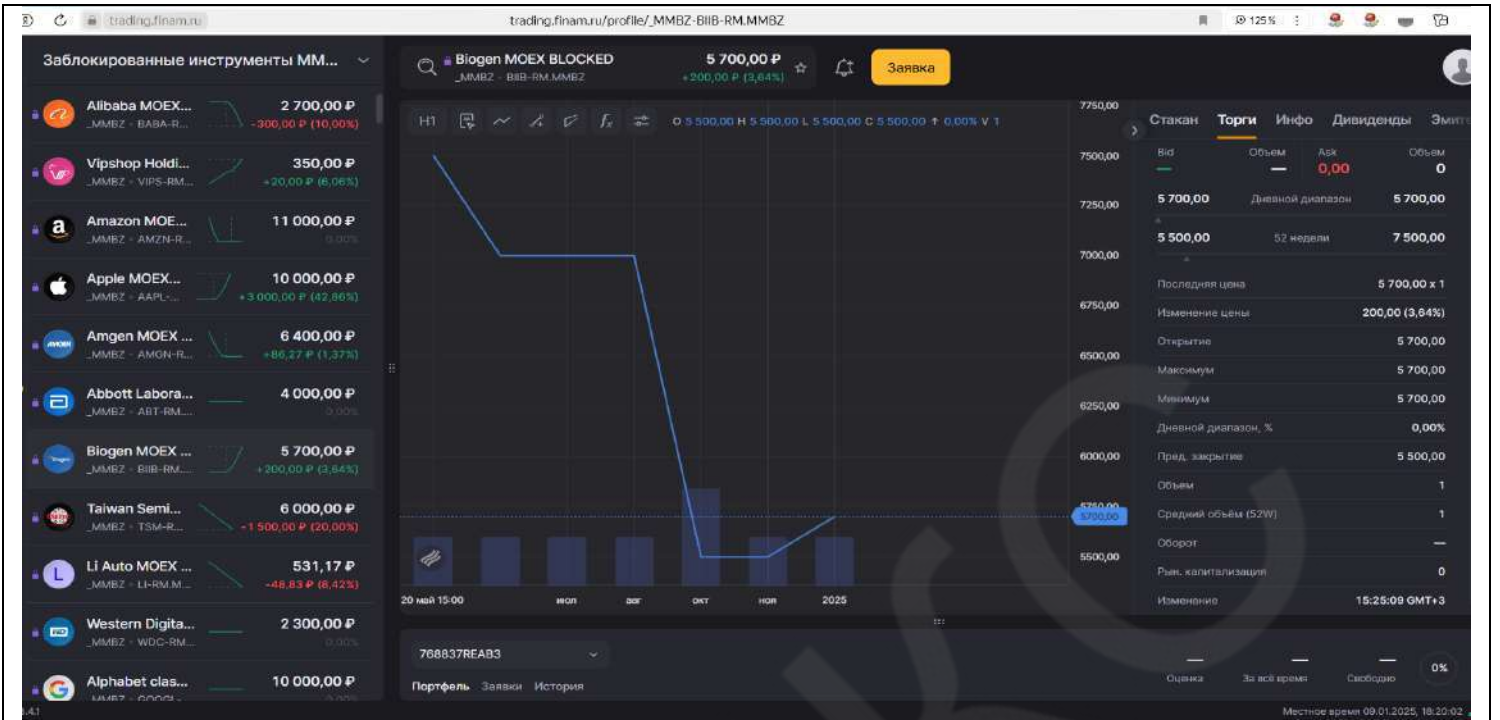 trading.finam.ru
trading.finam.ru/profile/_MMBZ-BIIB-RM.MMBZ
125 %
Заблокированные инструменты MM...
Alibaba MOEX... 2 700,00 ₽
_MMBZ - BABA-R... -300,00 ₽ (10,00%)
Vipshop Holdi... 350,00 ₽
_MMBZ - VIPS-RM... +20,00 ₽ (6,06%)
Amazon MOE... 11 000,00 ₽
_MMBZ - AMZN-R... 0,00%
Apple MOEX... 10 000,00 ₽
_MMBZ - AAPL-... +3 000,00 ₽ (42,86%)
Amgen MOEX ... 6 400,00 ₽
_MMBZ - AMGN-R... +86,27 ₽ (1,37%)
Abbott Labora... 4 000,00 ₽
_MMBZ - ABT-RM.... 0,00%
Biogen MOEX ... 5 700,00 ₽
_MMBZ - BIIB-RM.... +200,00 ₽ (3,64%)
Taiwan Semi... 6 000,00 ₽
_MMBZ - TSM-R... -1 500,00 ₽ (20,00%)
L
Li Auto MOEX ... 531,17 ₽
_MMBZ - LI-RM.M... -48,83 ₽ (8,42%)
Western Digita... 2 300,00 ₽
_MMBZ - WDC-RM... 0,00%
Alphabet clas... 10 000,00 ₽
_MMBZ - GOOGL-... 0,00%
Biogen MOEX BLOCKED 5 700,00 ₽
_MMBZ - BIIB-RM.MMBZ +200,00 ₽ (3,64%)
Заявка
H1 fx O 5 500,00 H 5 500,00 L 5 500,00 C 5 500,00 ↑ 0,00% V 1
7750,00
7500,00
7250,00
7000,00
6750,00
6500,00
6250,00
6000,00
5750,00
5700,00
5500,00
20 май 15:00 июл авг окт ноя 2025
768837REAB3
Портфель Заявки История
Стакан Торги Инфо Дивиденды Эмит
Bid Объем Ask Объем
— — 0,00 0
5 700,00 Дневной диапазон 5 700,00
5 500,00 52 недели 7 500,00
Последняя цена 5 700,00 x 1
Изменение цены 200,00 (3,64%)
Открытие 5 700,00
Максимум 5 700,00
Минимум 5 700,00
Дневной диапазон, % 0,00%
Пред. закрытие 5 500,00
Объем 1
Средний объём (52W) 1
Оборот —
Рын. капитализация 0
Изменение 15:25:09 GMT+3
— — — 0%
Оценка За всё время Свободно
.4.1
Местное время 09.01.2025, 18:20:02